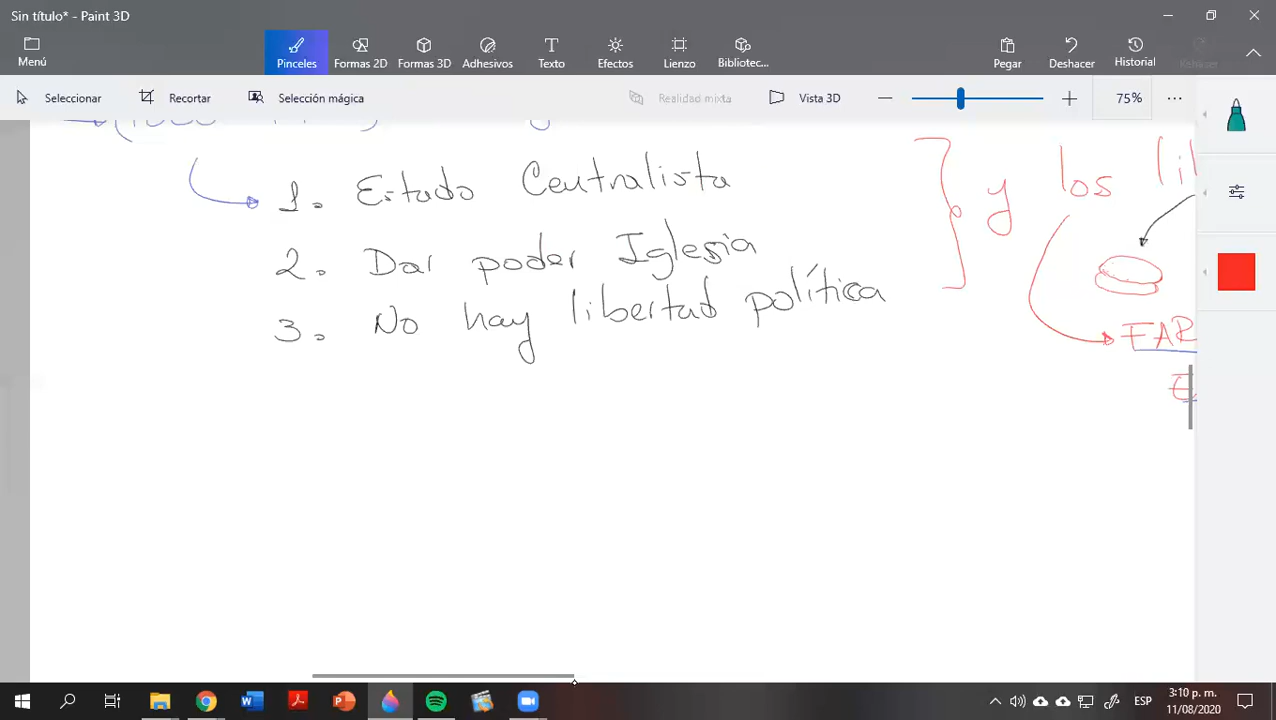 Sin título* - Paint 3D
Menú
Pinceles
Formas 2D
Formas 3D
Adhesivos
Texto
Efectos
Lienzo
Bibliotec...
Pegar
Deshacer
Historial
Rehacer
Seleccionar
Recortar
Selección mágica
Realidad mixta
Vista 3D
75%
1. Estado Centralista
2. Dar poder Iglesia
3. No hay libertad política
y los
FAR
ESP
3:10 p. m.
11/08/2020